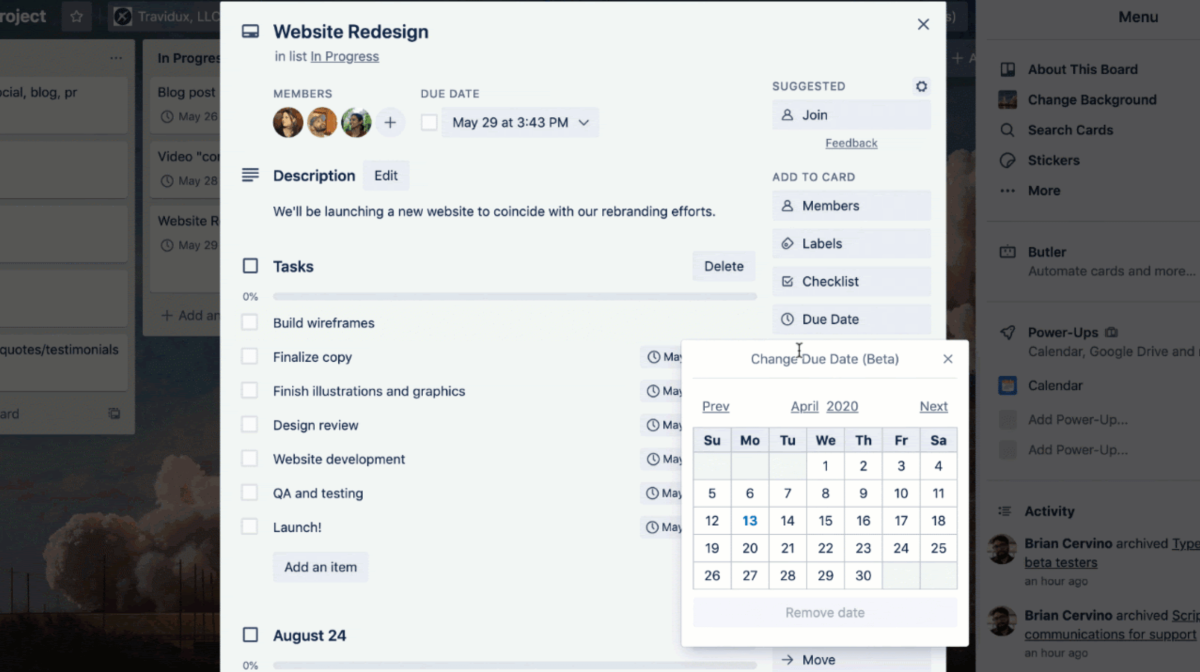 roject
Travidux, LLC
s)
Menu
In Progre
cial, blog, pr
Blog post
May 26
Video "con
May 28
Website R
May 29
+ Add an
quotes/testimonials
ard
Website Redesign
in list In Progress
MEMBERS
DUE DATE
May 29 at 3:43 PM
Description
Edit
We'll be launching a new website to coincide with our rebranding efforts.
Tasks
Delete
0%
Build wireframes
Finalize copy
May
Finish illustrations and graphics
May
Design review
May
Website development
May
QA and testing
May
Launch!
May
Add an item
August 24
0%
SUGGESTED
Join
Feedback
ADD TO CARD
Members
Labels
Checklist
Due Date
Change Due Date (Beta)
Prev April 2020 Next
Su Mo Tu We Th Fr Sa
1 2 3 4
5 6 7 8 9 10 11
12 13 14 15 16 17 18
19 20 21 22 23 24 25
26 27 28 29 30
Remove date
Move
+ A
About This Board
Change Background
Search Cards
Stickers
More
Butler
Automate cards and more...
Power-Ups
Calendar, Google Drive and
Calendar
Add Power-Up...
Add Power-Up...
Activity
Brian Cervino archived Type
beta testers
an hour ago
Brian Cervino archived Scrip
communications for support
an hour ago